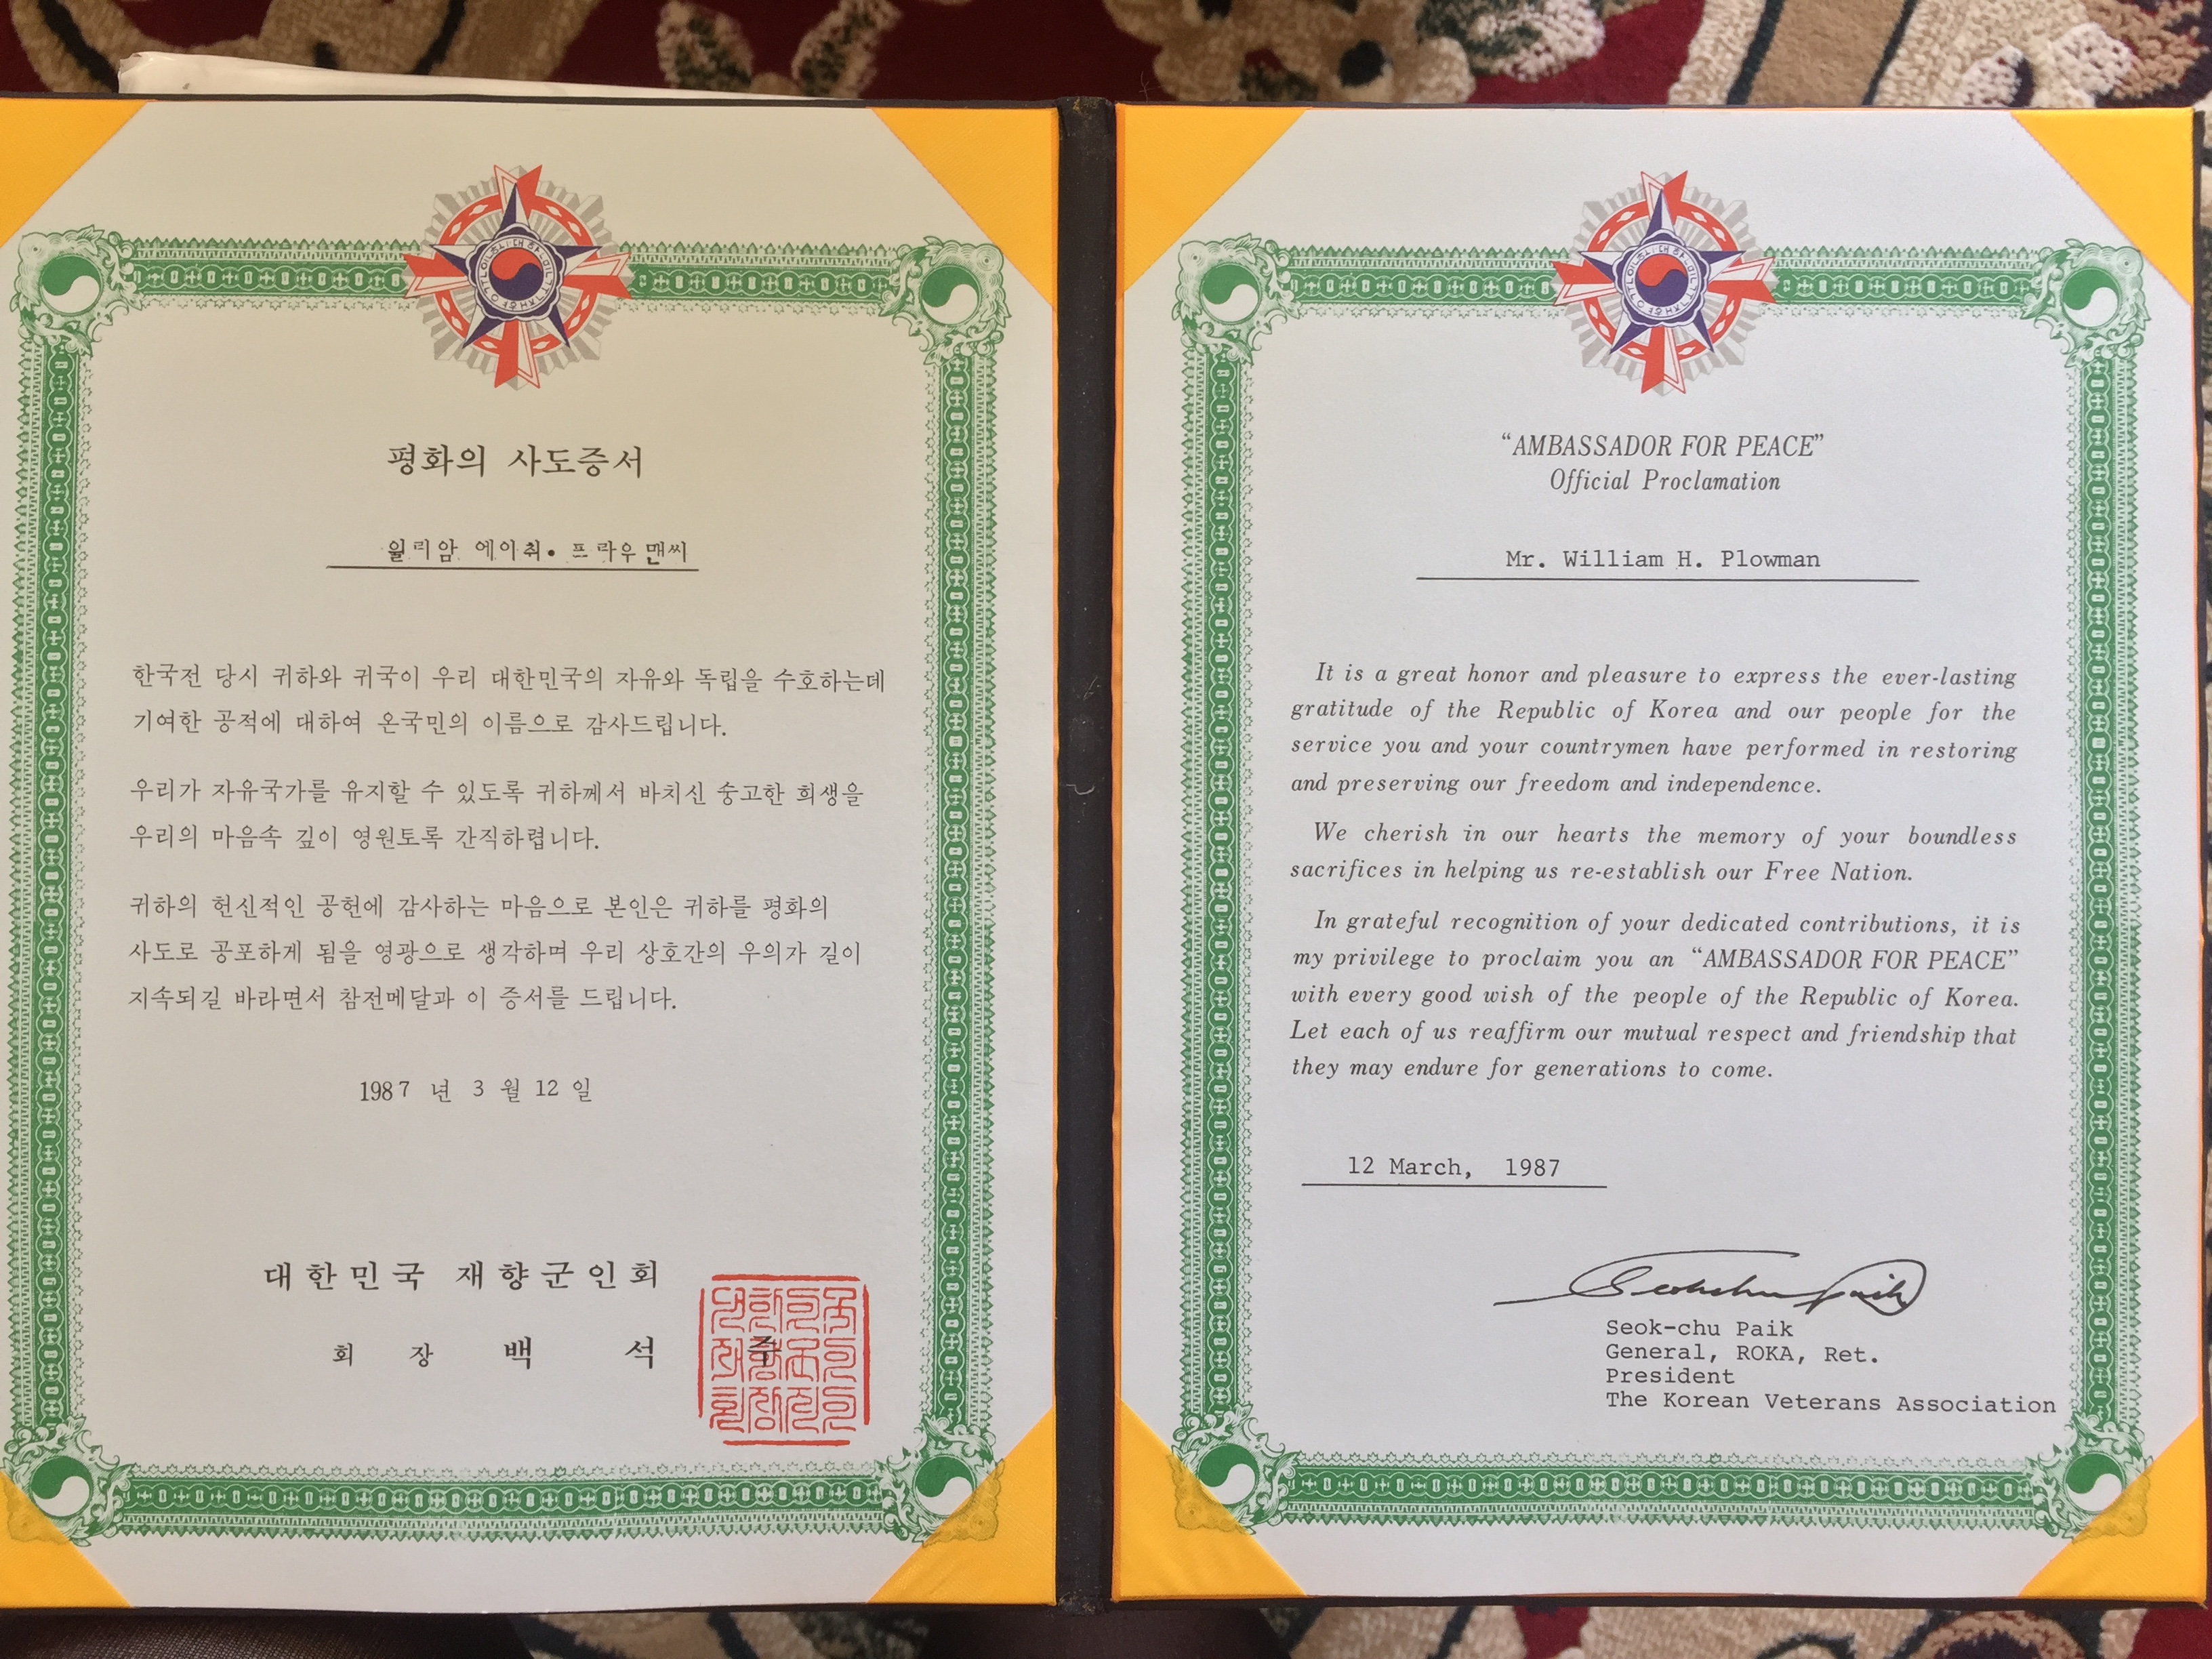 평화의 사도증서
윌리암 에이취. 프라우맨씨
한국전 당시 귀하와 귀국이 우리 대한민국의 자유와 독립을 수호하는데
기여한 공적에 대하여 온국민의 이름으로 감사드립니다.
우리가 자유국가를 유지할 수 있도록 귀하께서 바치신 숭고한 희생을
우리의 마음속 깊이 영원토록 간직하렵니다.
귀하의 헌신적인 공헌에 감사하는 마음으로 본인은 귀하를 평화의
사도로 공포하게 됨을 영광으로 생각하며 우리 상호간의 우의가 길이
지속되길 바라면서 참전메달과 이 증서를 드립니다.
1987 년 3 월 12 일
대한민국 재향군인회
회 장 백 석 주
“AMBASSADOR FOR PEACE”
Official Proclamation
Mr. William H. Plowman
It is a great honor and pleasure to express the ever-lasting
gratitude of the Republic of Korea and our people for the
service you and your countrymen have performed in restoring
and preserving our freedom and independence.
We cherish in our hearts the memory of your boundless
sacrifices in helping us re-establish our Free Nation.
In grateful recognition of your dedicated contributions, it is
my privilege to proclaim you an “AMBASSADOR FOR PEACE”
with every good wish of the people of the Republic of Korea.
Let each of us reaffirm our mutual respect and friendship that
they may endure for generations to come.
12 March, 1987
Seok-chu Paik
General, ROKA, Ret.
President
The Korean Veterans Association